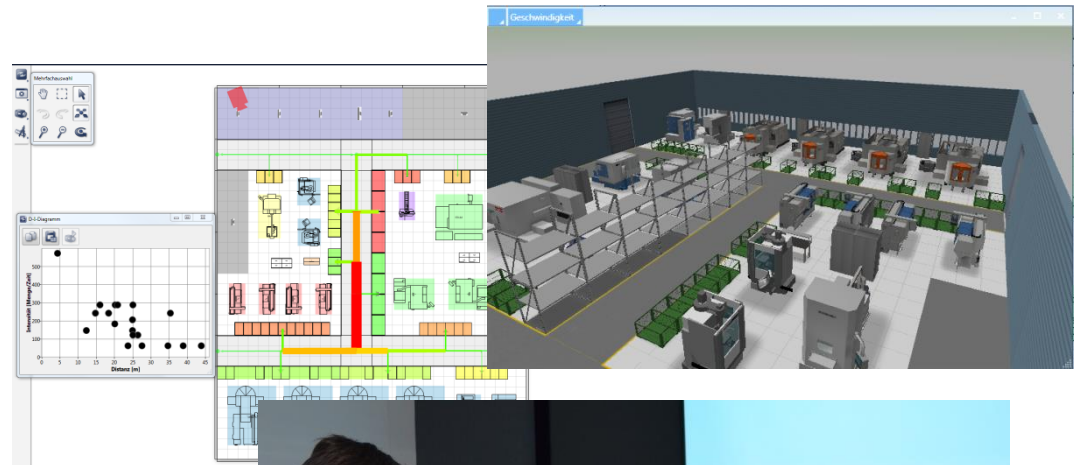 Geschwindigkeit
Mehrfachauswahl
D-I-Diagramm
Intensität (Menge/Zeit)
500
400
300
200
100
0
0 5 10 15 20 25 30 35 40 45
Distanz (m)